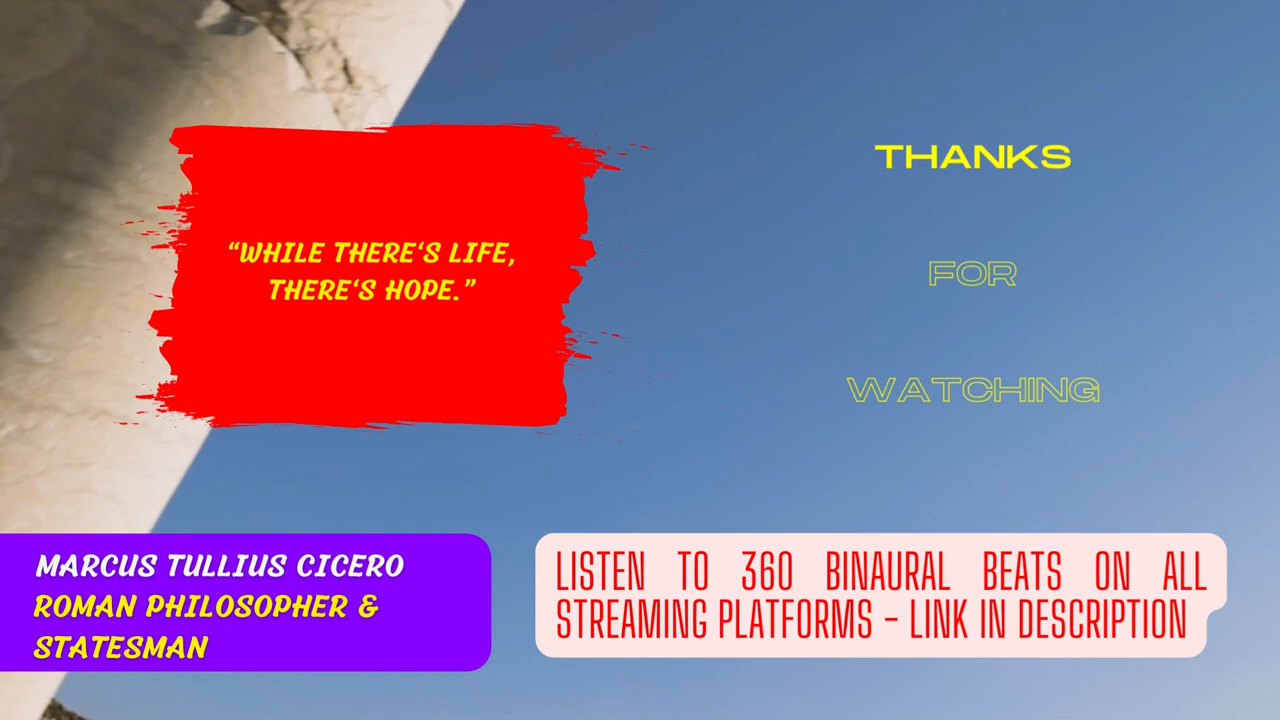 “WHILE THERE‘S LIFE,
THERE‘S HOPE.”
THANKS
FOR
WATCHING
MARCUS TULLIUS CICERO
ROMAN PHILOSOPHER &
STATESMAN
LISTEN TO 360 BINAURAL BEATS ON ALL
STREAMING PLATFORMS - LINK IN DESCRIPTION